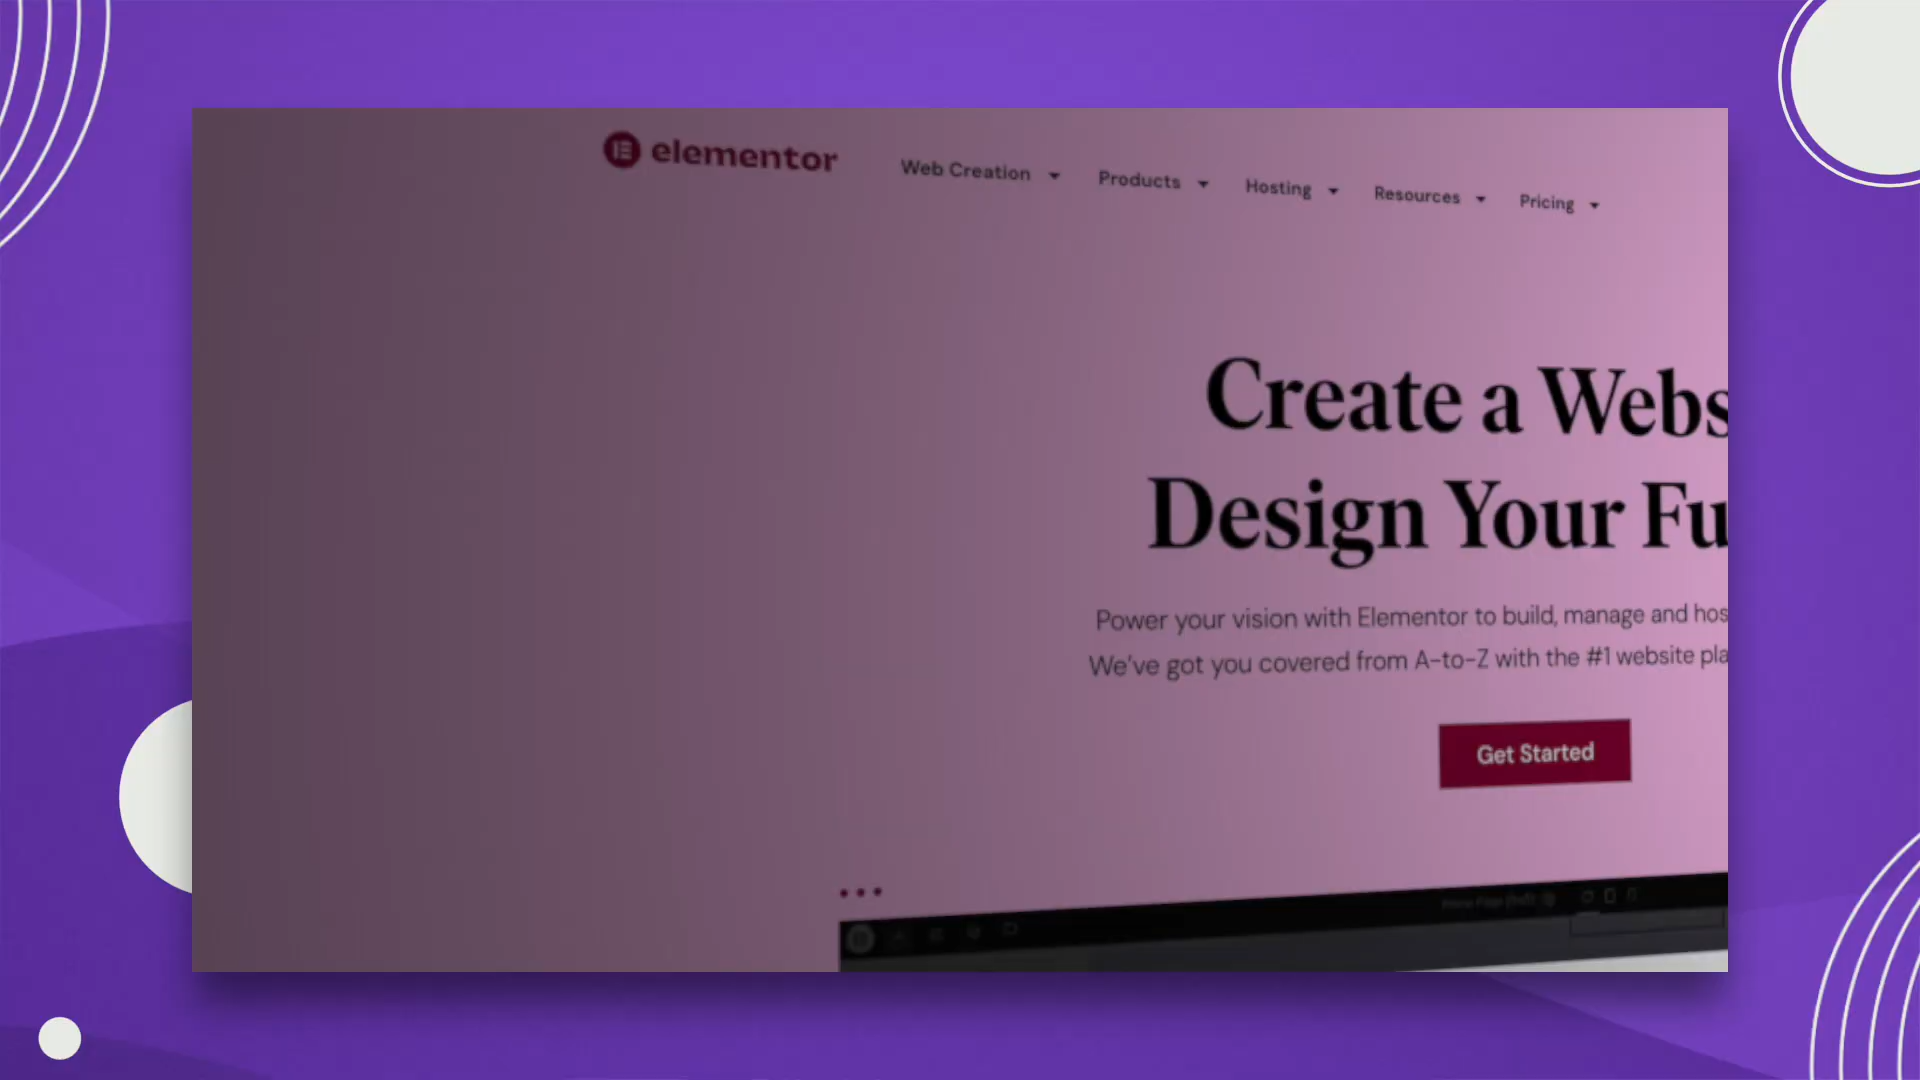 elementor
Web Creation Products Hosting Resources Pricing
Create a Webs
Design Your Fu
Power your vision with Elementor to build, manage and hos
We've got you covered from A-to-Z with the #1 website pla
Get Started